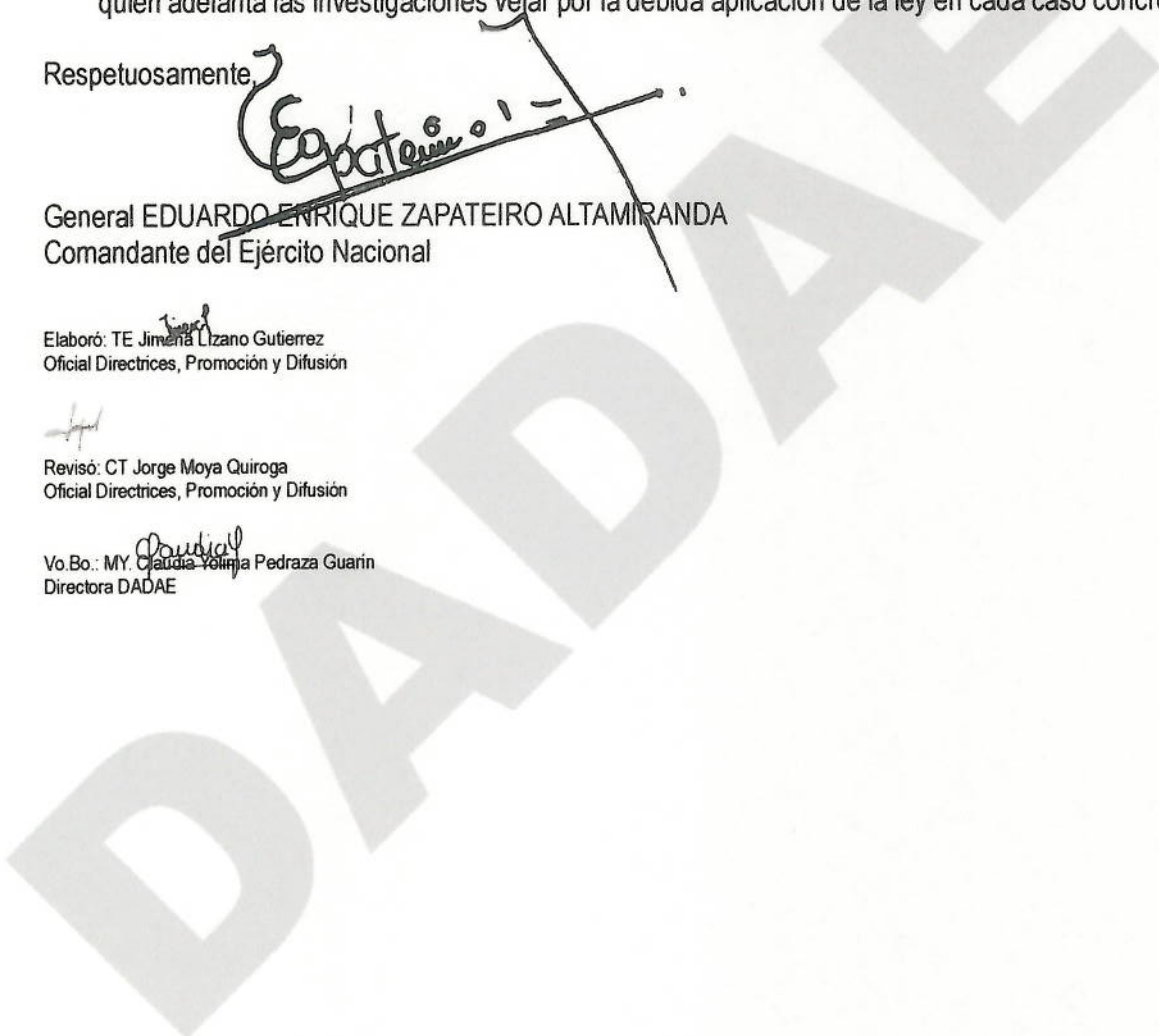 quien adelanta las investigaciones velar por la debida aplicación de la ley en cada caso
Respetuosamente,
General EDUARDO ENRIQUE ZAPATEIRO ALTAMIRANDA
Comandante del Ejército Nacional
Elaboró: TE Jimena Lizano Gutierrez
Oficial Directrices, Promoción y Difusión
Revisó: CT Jorge Moya Quiroga
Oficial Directrices, Promoción y Difusión
Vo.Bo.: MY. Claudia Yolima Pedraza Guarín
Directora DADAE
DADAE